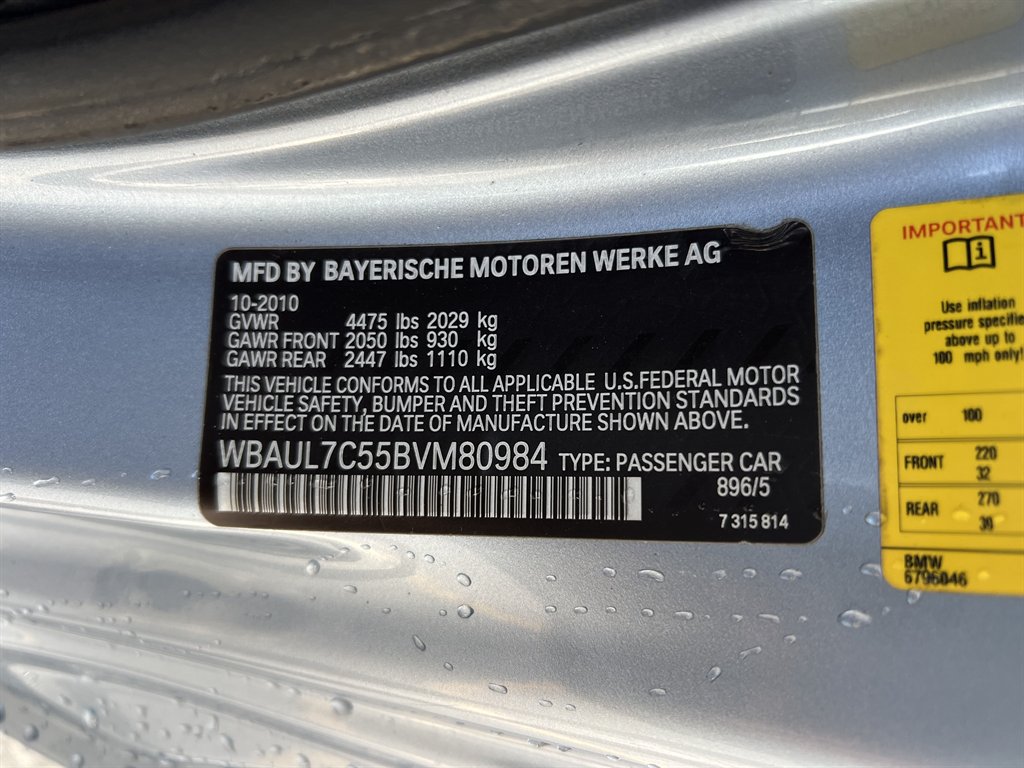 MFD BY BAYERISCHE MOTOREN WERKE AG
10-2010
GVWR 4475 lbs 2029 kg
GAWR FRONT 2050 lbs 930 kg
GAWR REAR 2447 lbs 1110 kg
THIS VEHICLE CONFORMS TO ALL APPLICABLE U.S.FEDERAL MOTOR
VEHICLE SAFETY, BUMPER AND THEFT PREVENTION STANDARDS
IN EFFECT ON THE DATE OF MANUFACTURE SHOWN ABOVE.
WBAUL7C55BVM80984 TYPE: PASSENGER CAR
896/5
7 315 814
IMPORTANT
i
Use inflation
pressure specifie
above up to
100 mph only!
over 100
FRONT 220
32
REAR 270
39
BMW
6796046